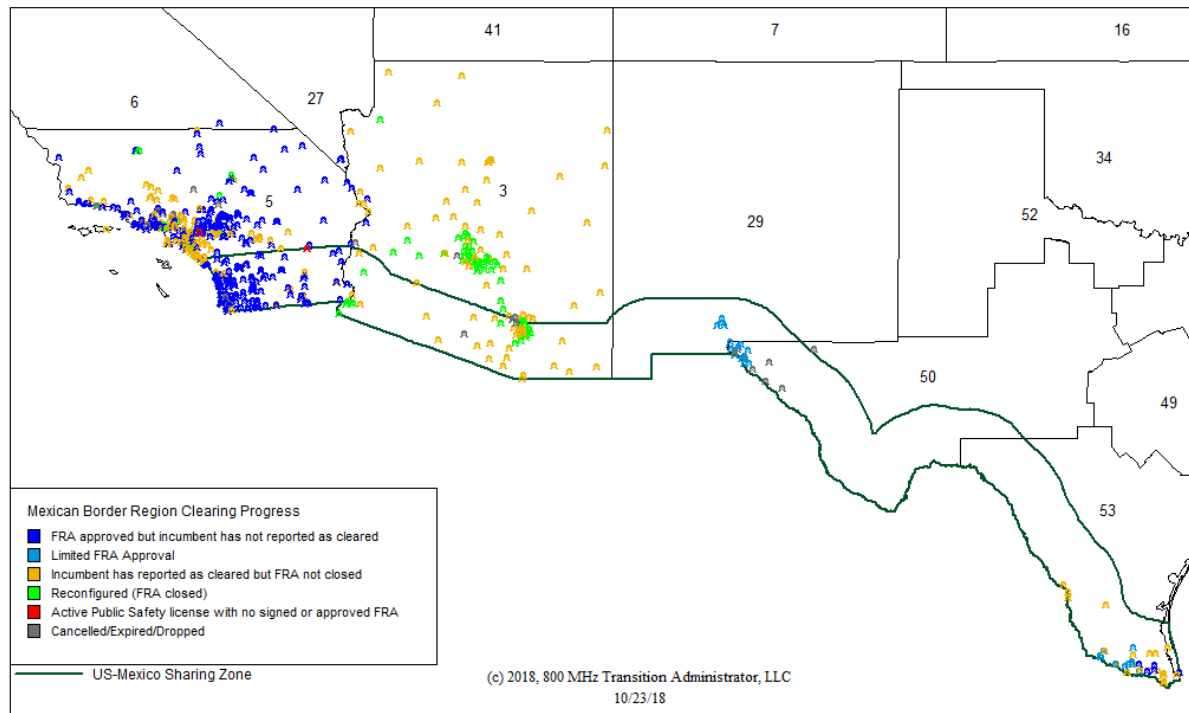 41
7
16
6
27
34
3
5
52
29
50
49
53
Mexican Border Region Clearing Progress
FRA approved but incumbent has not reported as cleared
Limited FRA Approval
Incumbent has reported as cleared but FRA not closed
Reconfigured (FRA closed)
Active Public Safety license with no signed or approved FRA
Cancelled/Expired/Dropped
US-Mexico Sharing Zone
(c) 2018, 800 MHz Transition Administrator, LLC
10/23/18